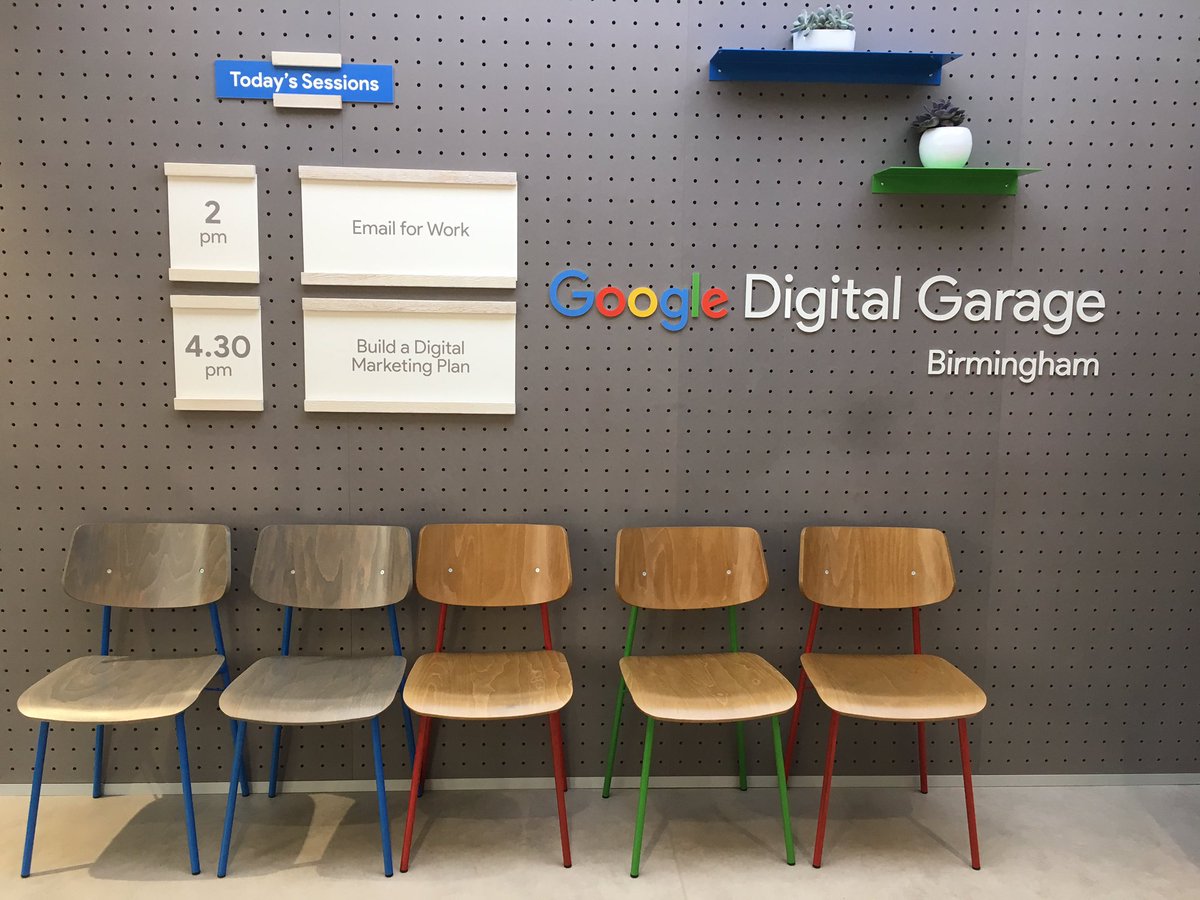 Today's Sessions
2
pm
Email for Work
4.30
pm
Build a Digital
Marketing Plan
Google Digital Garage
Birmingham